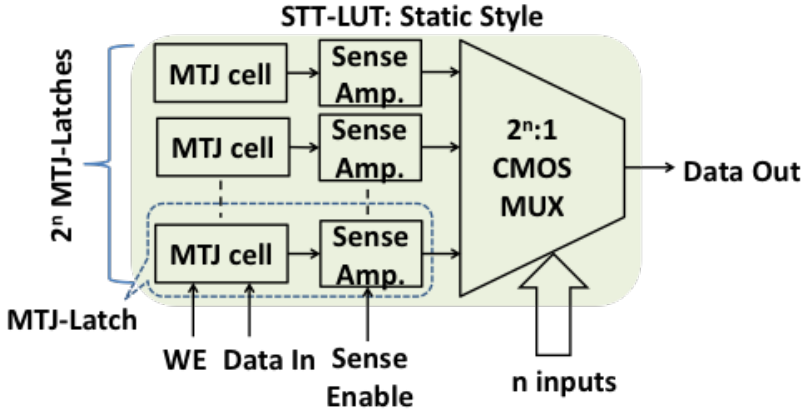 STT-LUT: Static Style
2ⁿ MTJ-Latches
MTJ cell
Sense
Amp.
MTJ cell
Sense
Amp.
MTJ cell
Sense
Amp.
2ⁿ:1
CMOS
MUX
Data Out
MTJ-Latch
WE
Data In
Sense
Enable
n inputs